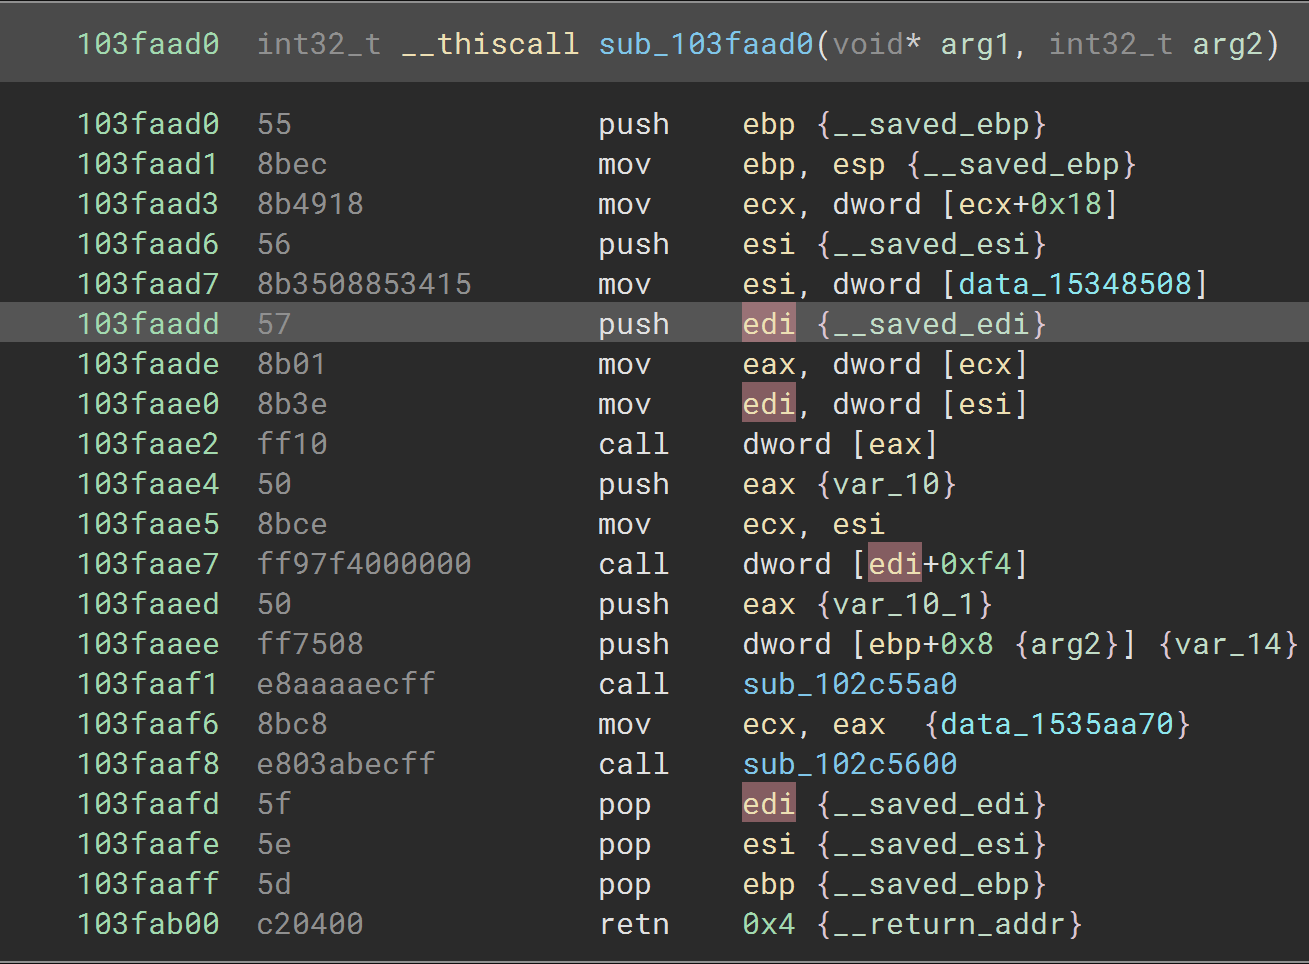 103faad0 int32_t __thiscall sub_103faad0(void* arg1, int32_t arg2)
103faad0 55 push ebp {__saved_ebp}
103faad1 8bec mov ebp, esp {__saved_ebp}
103faad3 8b4918 mov ecx, dword [ecx+0x18]
103faad6 56 push esi {__saved_esi}
103faad7 8b3508853415 mov esi, dword [data_15348508]
103faadd 57 push edi {__saved_edi}
103faade 8b01 mov eax, dword [ecx]
103faae0 8b3e mov edi, dword [esi]
103faae2 ff10 call dword [eax]
103faae4 50 push eax {var_10}
103faae5 8bce mov ecx, esi
103faae7 ff97f4000000 call dword [edi+0xf4]
103faaed 50 push eax {var_10_1}
103faaee ff7508 push dword [ebp+0x8 {arg2}] {var_14}
103faaf1 e8aaaaecff call sub_102c55a0
103faaf6 8bc8 mov ecx, eax {data_1535aa70}
103faaf8 e803abecff call sub_102c5600
103faafd 5f pop edi {__saved_edi}
103faafe 5e pop esi {__saved_esi}
103faaff 5d pop ebp {__saved_ebp}
103fab00 c20400 retn 0x4 {__return_addr}